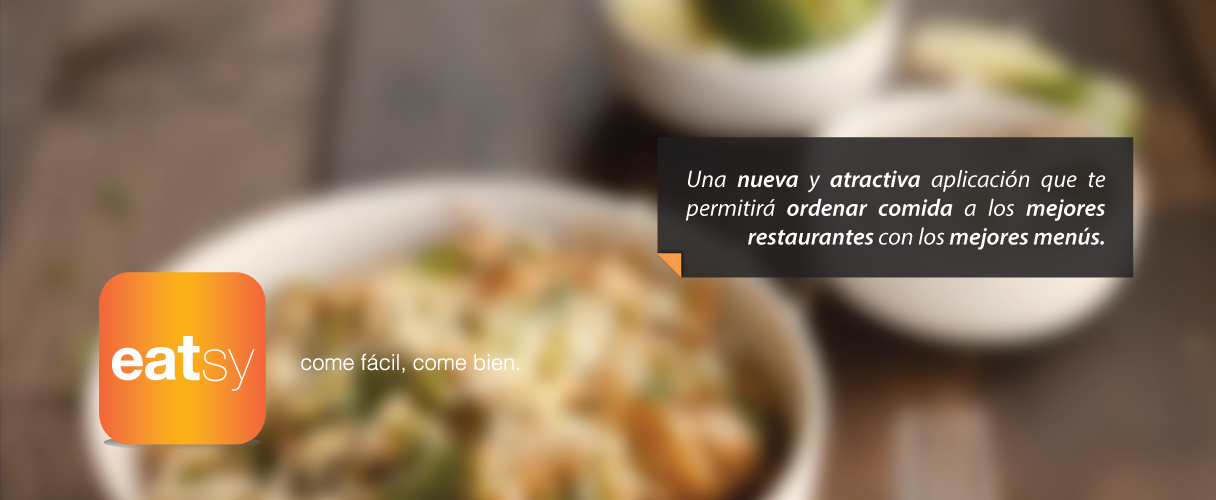 Una nueva y atractiva aplicación que te
permitirá ordenar comida a los mejores
restaurantes con los mejores menús.
eatsy
come fácil, come bien.